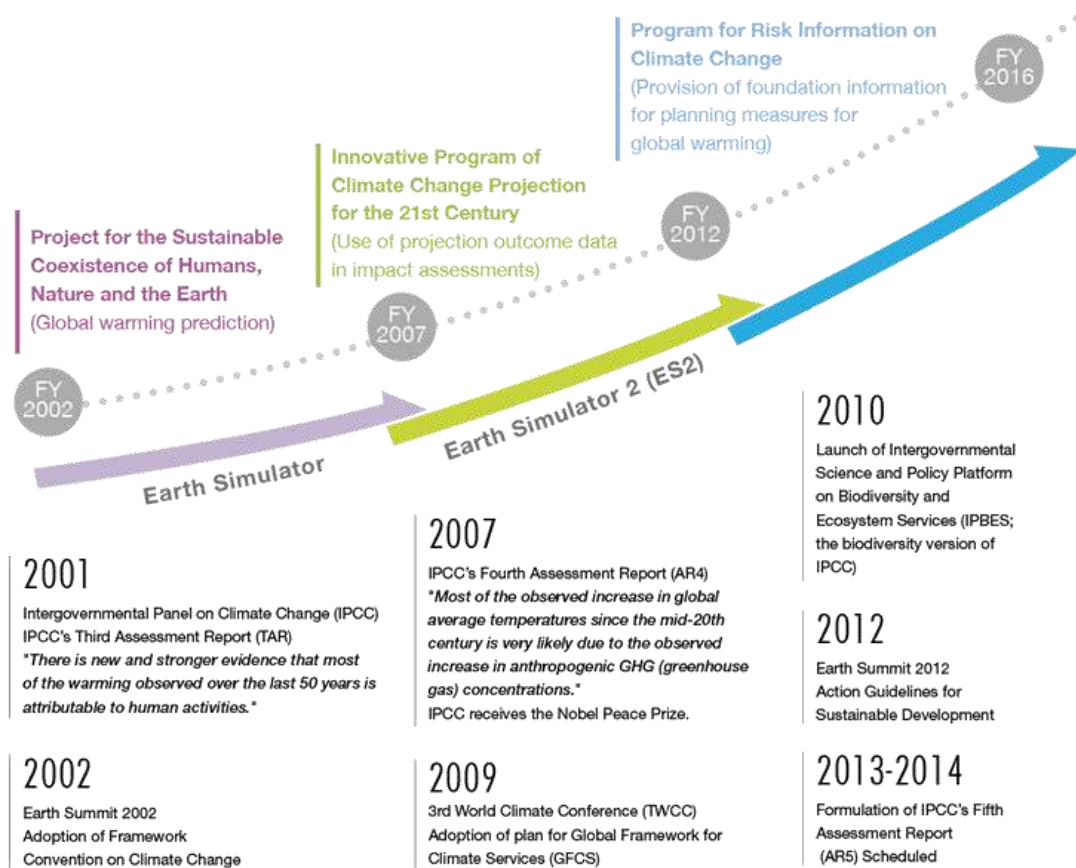 Program for Risk Information on
Climate Change
(Provision of foundation information
for planning measures for
global warming)
FY
2016
Innovative Program of
Climate Change Projection
for the 21st Century
(Use of projection outcome data
in impact assessments)
FY
2012
Project for the Sustainable
Coexistence of Humans,
Nature and the Earth
(Global warming prediction)
FY
2007
FY
2002
Earth Simulator
Earth Simulator 2 (ES2)
2001
Intergovernmental Panel on Climate Change (IPCC)
IPCC's Third Assessment Report (TAR)
"There is new and stronger evidence that most
of the warming observed over the last 50 years is
attributable to human activities."
2002
Earth Summit 2002
Adoption of Framework
Convention on Climate Change
2007
IPCC's Fourth Assessment Report (AR4)
"Most of the observed increase in global
average temperatures since the mid-20th
century is very likely due to the observed
increase in anthropogenic GHG (greenhouse
gas) concentrations."
IPCC receives the Nobel Peace Prize.
2009
3rd World Climate Conference (TWCC)
Adoption of plan for Global Framework for
Climate Services (GFCS)
2010
Launch of Intergovernmental
Science and Policy Platform
on Biodiversity and
Ecosystem Services (IPBES;
the biodiversity version of
IPCC)
2012
Earth Summit 2012
Action Guidelines for
Sustainable Development
2013-2014
Formulation of IPCC's Fifth
Assessment Report
(AR5) Scheduled